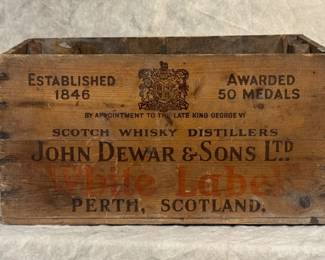 ESTABLISHED
1846
AWARDED
50 MEDALS
BY APPOINTMENT TO THE LATE KING GEORGE VI
SCOTCH WHISKY DISTILLERS
JOHN DEWAR & SONS LTD
White Label
PERTH, SCOTLAND.